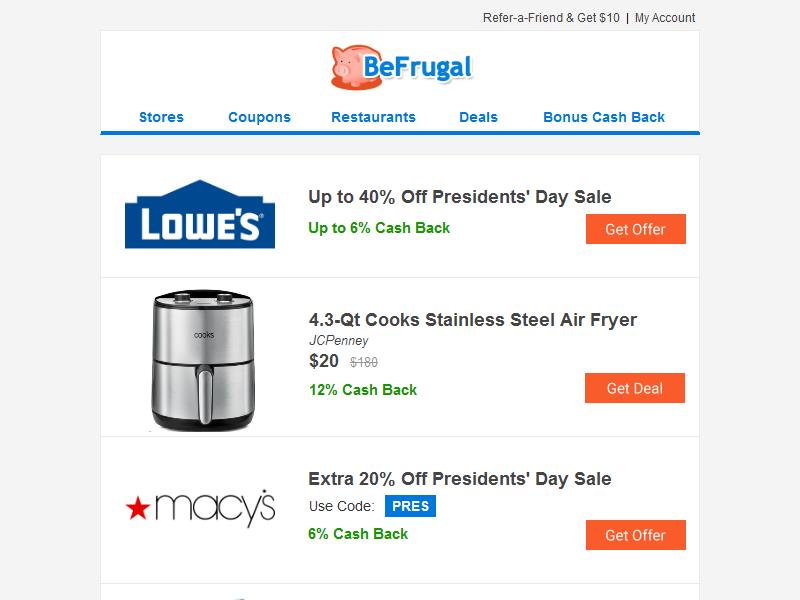 Refer-a-Friend & Get $10 | My Account
BeFrugal
Stores Coupons Restaurants Deals Bonus Cash Back
LOWE'S®
Up to 40% Off Presidents' Day Sale
Up to 6% Cash Back
Get Offer
cooks
4.3-Qt Cooks Stainless Steel Air Fryer
JCPenney
$20 $180
12% Cash Back
Get Deal
macy's
Extra 20% Off Presidents' Day Sale
Use Code: PRES
6% Cash Back
Get Offer